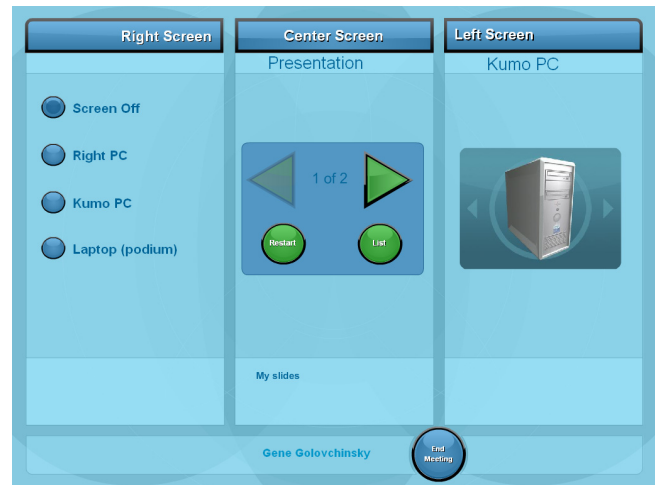 Right Screen
Center Screen
Left Screen
Presentation
Kumo PC
Screen Off
Right PC
Kumo PC
Laptop (podium)
1 of 2
Restart
List
My slides
Gene Golovchinsky
End
Meeting